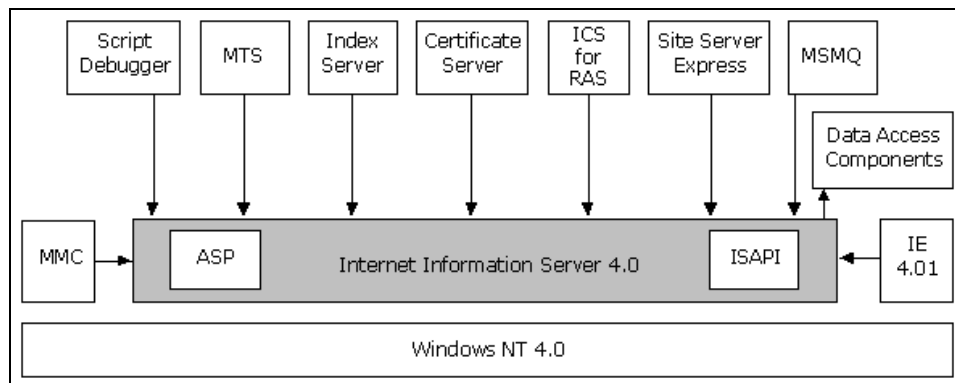 Script
Debugger
MTS
Index
Server
Certificate
Server
ICS
for
RAS
Site Server
Express
MSMQ
Data Access
Components
MMC
ASP
Internet Information Server 4.0
ISAPI
IE
4.01
Windows NT 4.0